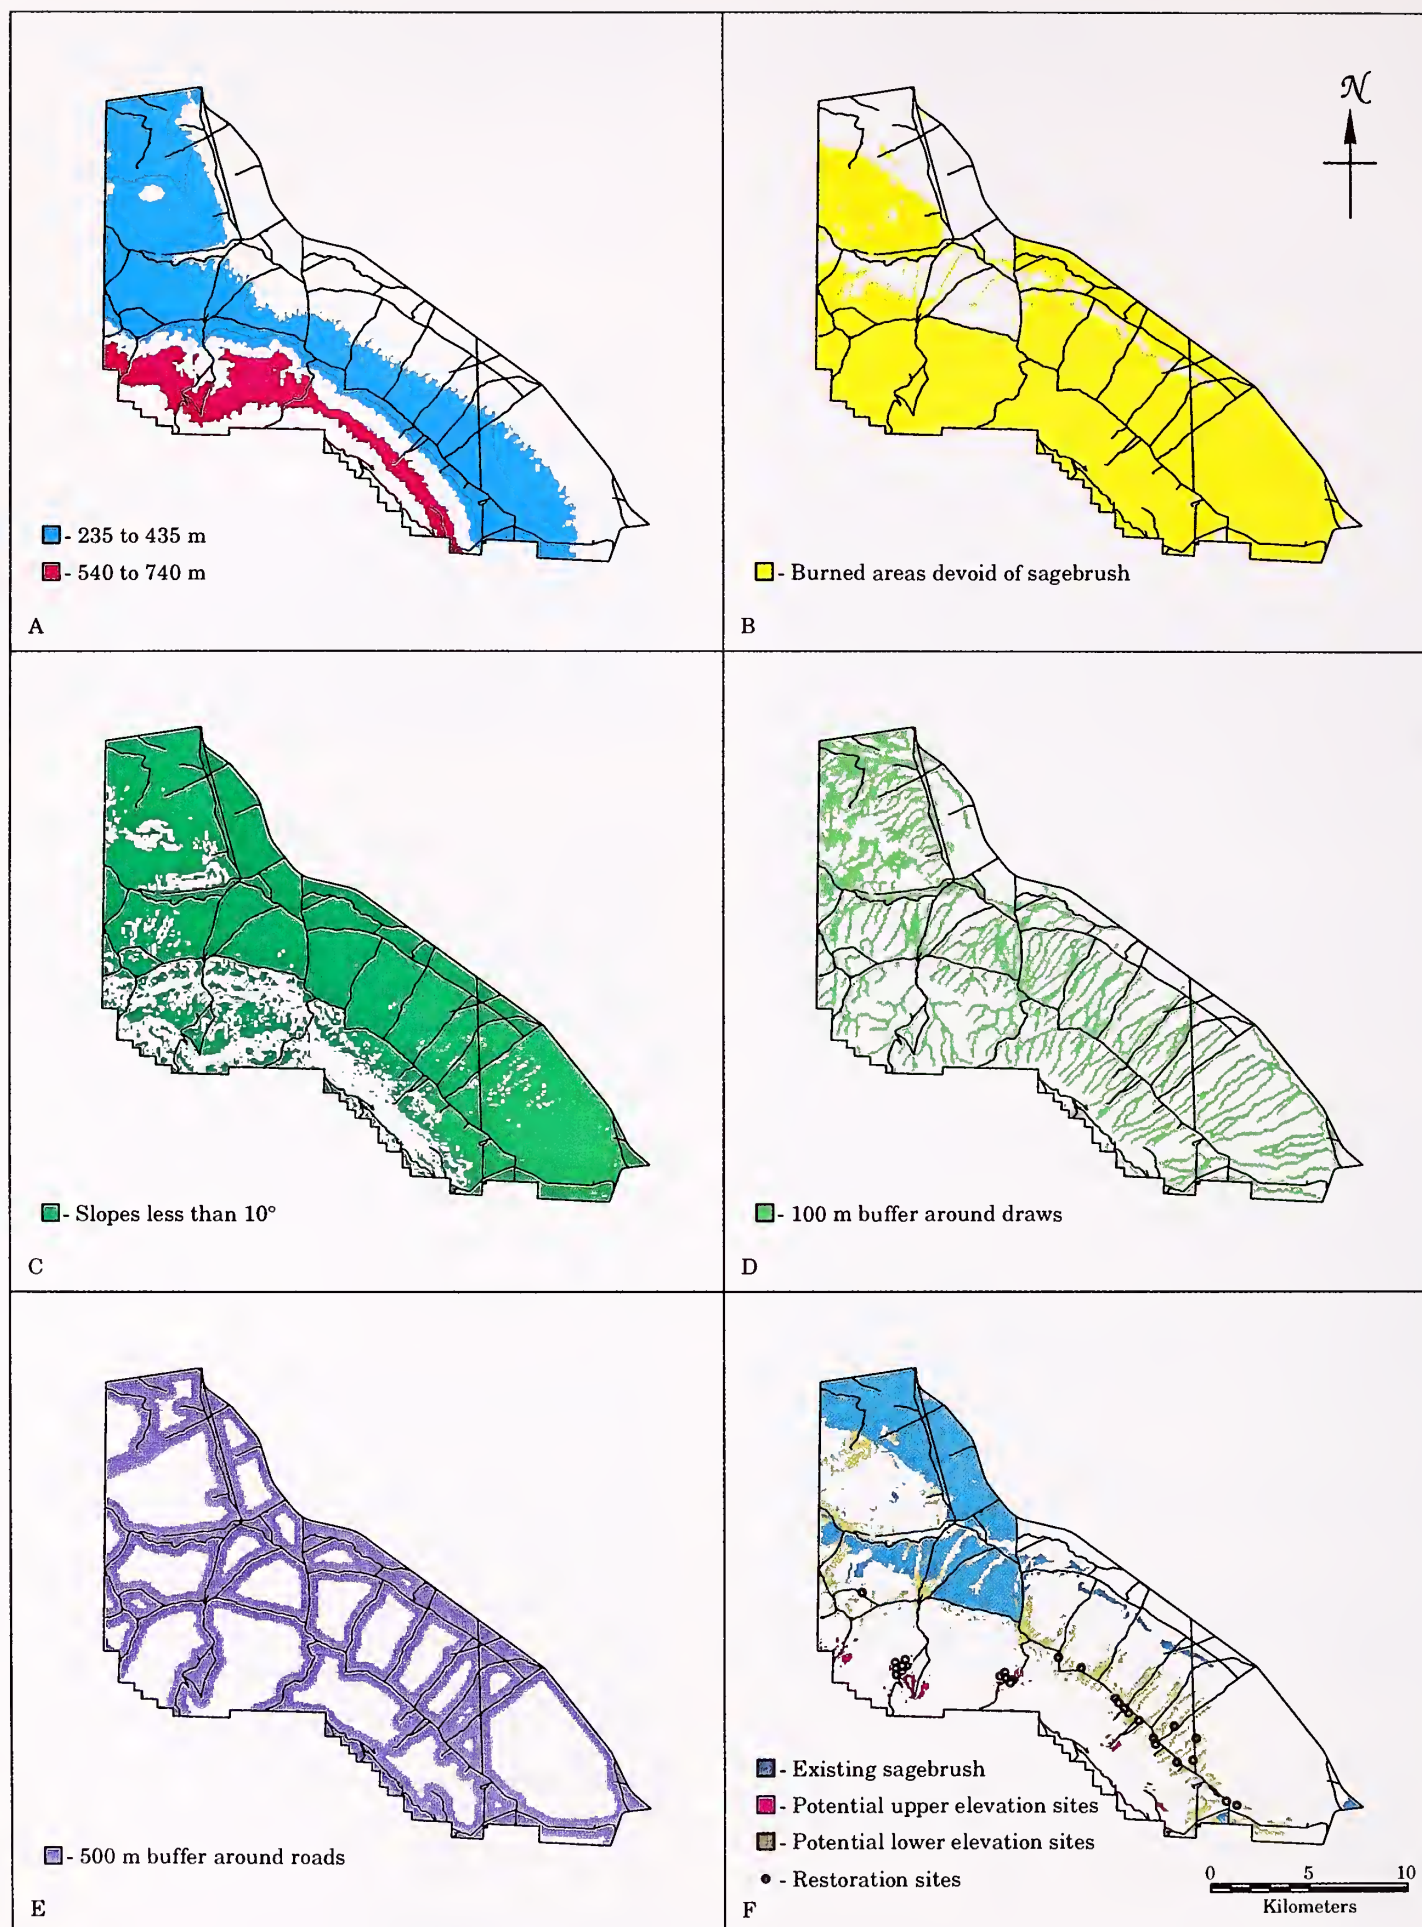 N
- 235 to 435 m
- 540 to 740 m
A
- Burned areas devoid of sagebrush
B
- Slopes less than 10°
C
- 100 m buffer around draws
D
- 500 m buffer around roads
E
- Existing sagebrush
- Potential upper elevation sites
- Potential lower elevation sites
- Restoration sites
0 5 10
Kilometers
F